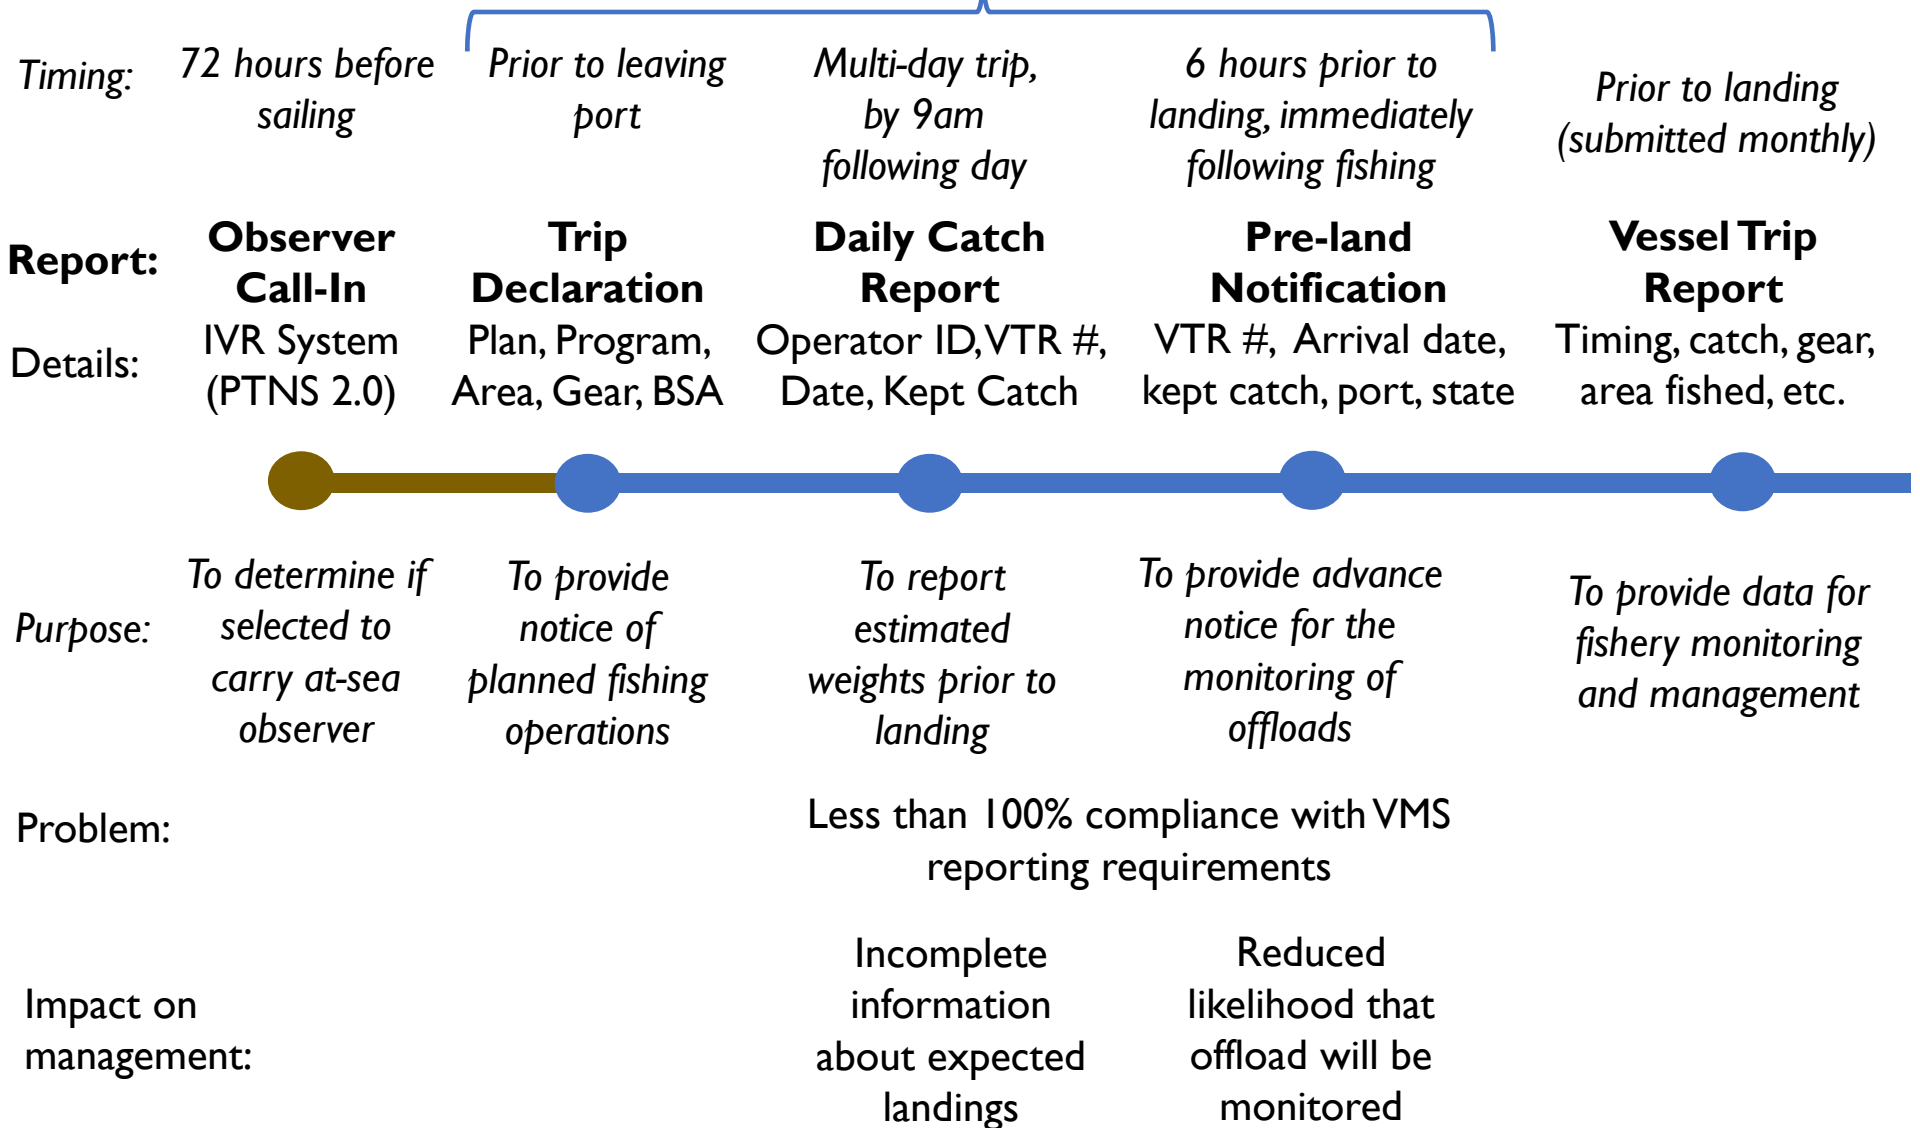 Timing:
72 hours before
sailing
Prior to leaving
port
Multi-day trip,
by 9am
following day
6 hours prior to
landing, immediately
following fishing
Prior to landing
(submitted monthly)
Report:
Observer
Call-In
Trip
Declaration
Daily Catch
Report
Pre-land
Notification
Vessel Trip
Report
Details:
IVR System
(PTNS 2.0)
Plan, Program,
Area, Gear, BSA
Operator ID, VTR #,
Date, Kept Catch
VTR #, Arrival date,
kept catch, port, state
Timing, catch, gear,
area fished, etc.
Purpose:
To determine if
selected to
carry at-sea
observer
To provide
notice of
planned fishing
operations
To report
estimated
weights prior to
landing
To provide advance
notice for the
monitoring of
offloads
To provide data for
fishery monitoring
and management
Problem:
Less than 100% compliance with VMS
reporting requirements
Impact on
management:
Incomplete
information
about expected
landings
Reduced
likelihood that
offload will be
monitored